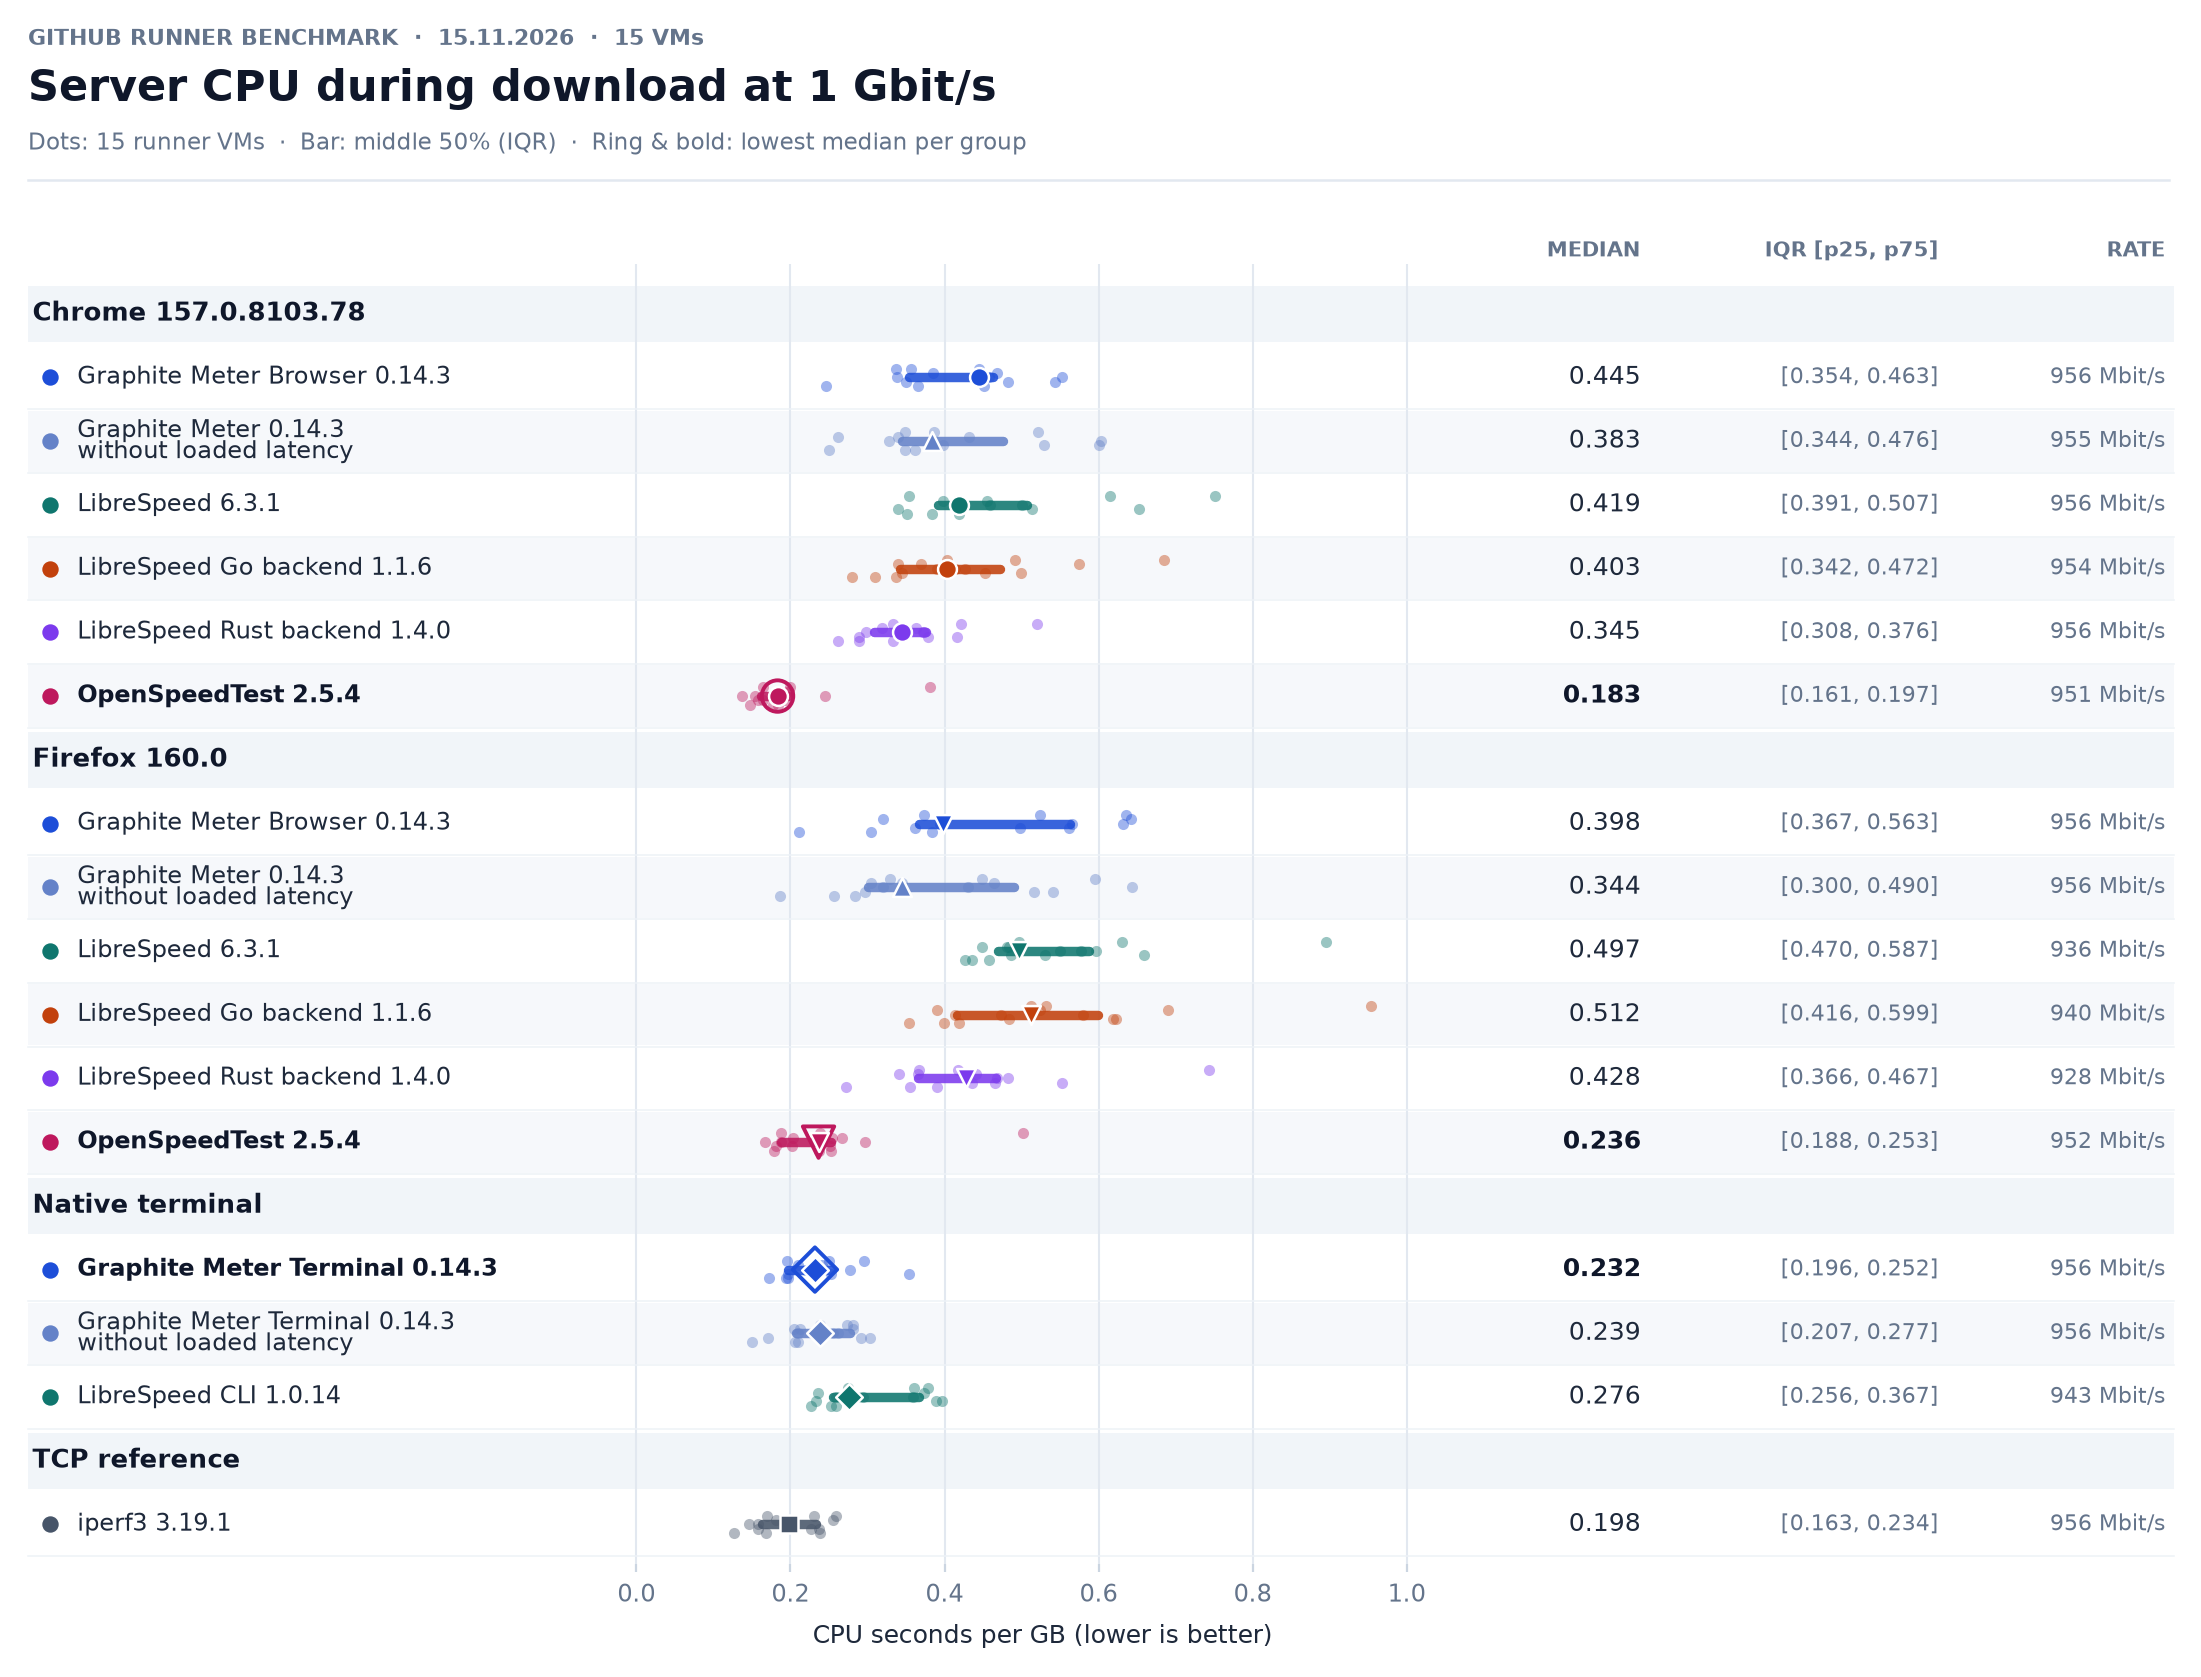 GITHUB RUNNER BENCHMARK · 15.11.2026 · 15 VMs
Server CPU during download at 1 Gbit/s
Dots: 15 runner VMs · Bar: middle 50% (IQR) · Ring & bold: lowest median per group
MEDIAN IQR [p25, p75] RATE
Chrome 157.0.8103.78
Graphite Meter Browser 0.14.3 0.445 [0.354, 0.463] 956 Mbit/s
Graphite Meter 0.14.3
without loaded latency 0.383 [0.344, 0.476] 955 Mbit/s
LibreSpeed 6.3.1 0.419 [0.391, 0.507] 956 Mbit/s
LibreSpeed Go backend 1.1.6 0.403 [0.342, 0.472] 954 Mbit/s
LibreSpeed Rust backend 1.4.0 0.345 [0.308, 0.376] 956 Mbit/s
OpenSpeedTest 2.5.4 0.183 [0.161, 0.197] 951 Mbit/s
Firefox 160.0
Graphite Meter Browser 0.14.3 0.398 [0.367, 0.563] 956 Mbit/s
Graphite Meter 0.14.3
without loaded latency 0.344 [0.300, 0.490] 956 Mbit/s
LibreSpeed 6.3.1 0.497 [0.470, 0.587] 936 Mbit/s
LibreSpeed Go backend 1.1.6 0.512 [0.416, 0.599] 940 Mbit/s
LibreSpeed Rust backend 1.4.0 0.428 [0.366, 0.467] 928 Mbit/s
OpenSpeedTest 2.5.4 0.236 [0.188, 0.253] 952 Mbit/s
Native terminal
Graphite Meter Terminal 0.14.3 0.232 [0.196, 0.252] 956 Mbit/s
Graphite Meter Terminal 0.14.3
without loaded latency 0.239 [0.207, 0.277] 956 Mbit/s
LibreSpeed CLI 1.0.14 0.276 [0.256, 0.367] 943 Mbit/s
TCP reference
iperf3 3.19.1 0.198 [0.163, 0.234] 956 Mbit/s
0.0 0.2 0.4 0.6 0.8 1.0
CPU seconds per GB (lower is better)